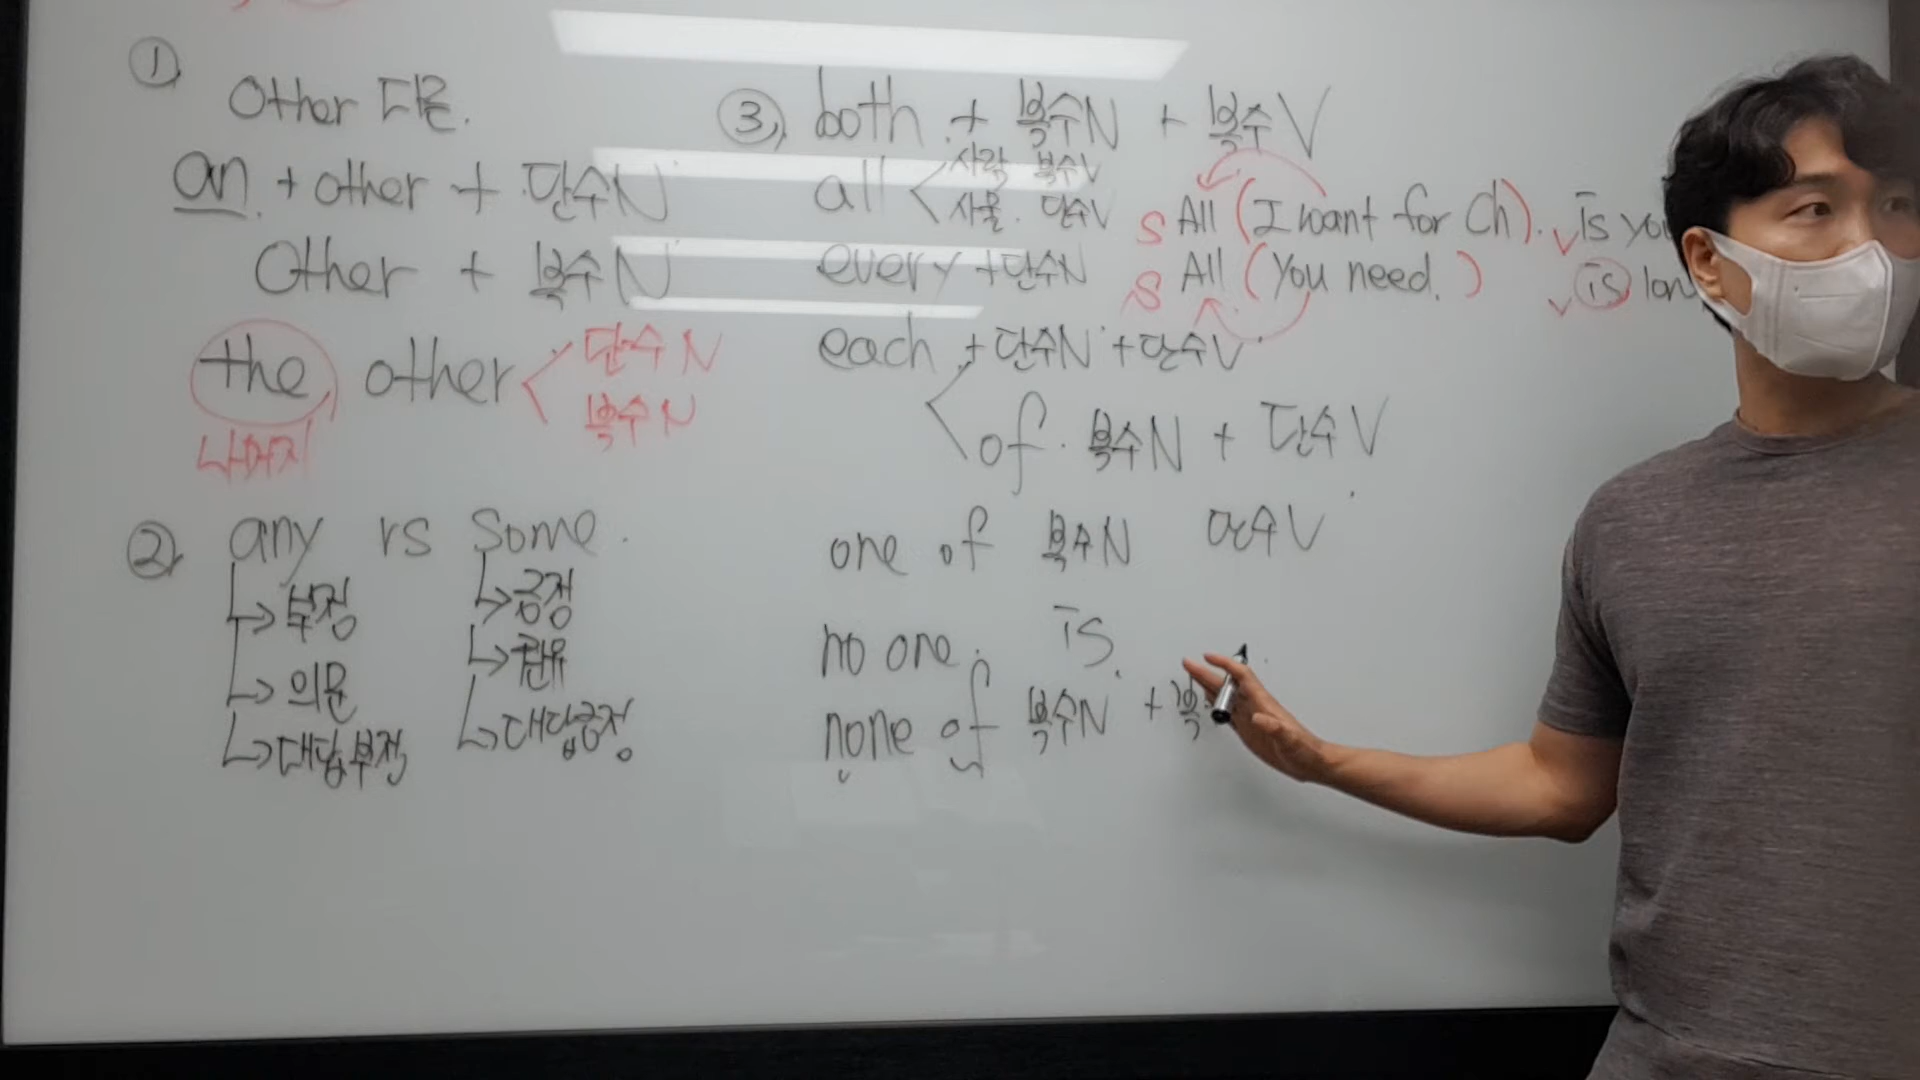 ①
Other 다른.
an + other + 단수N
Other + 복수N
the other 단수N
복수N
나머지
② any vs Some.
→ 부정
→ 의문
→ 대답부정
→ 긍정
→ 권유
→ 대답긍정
③ both + 복수N + 복수V
all 사람 복수V
사물 단수V
every + 단수N
each + 단수N + 단수V
of 복수N + 단수V
S All (I want for Ch). v is you
S All (You need.) v is lon
one of 복수N 단수V
no one is.
none of 복수N +